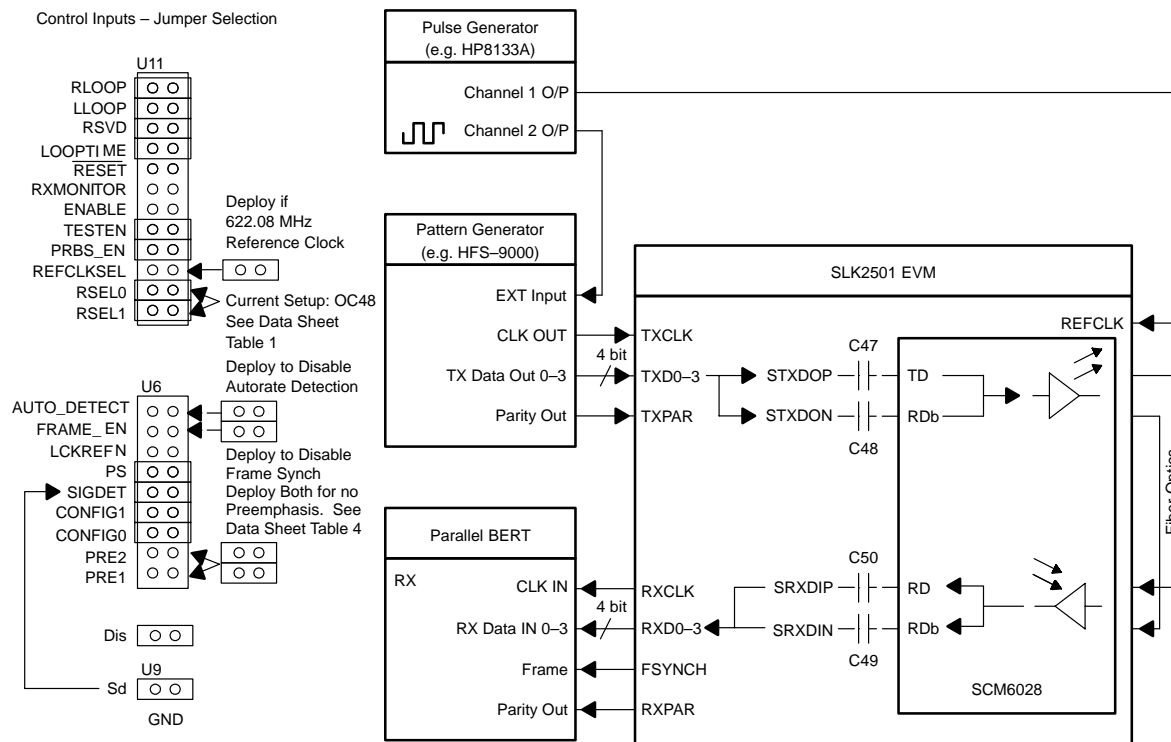 Control Inputs – Jumper Selection
U11
RLOOP
LLOOP
RSVD
LOOPTIME
RESET
RXMONITOR
ENABLE
TESTEN
PRBS_EN
REFCLKSEL
RSEL0
RSEL1
Deploy if
622.08 MHz
Reference Clock
Current Setup: OC48
See Data Sheet
Table 1
Deploy to Disable
Autorate Detection
U6
AUTO_DETECT
FRAME_EN
LCKREFN
PS
SIGDET
CONFIG1
CONFIG0
PRE2
PRE1
Deploy to Disable
Frame Synch
Deploy Both for no
Preemphasis. See
Data Sheet Table 4
Dis
U9
Sd
GND
Pulse Generator
(e.g. HP8133A)
Channel 1 O/P
Channel 2 O/P
Pattern Generator
(e.g. HFS–9000)
EXT Input
CLK OUT
TX Data Out 0–3
Parity Out
4 bit
Parallel BERT
RX
CLK IN
RX Data IN 0–3
Frame
Parity Out
4 bit
SLK2501 EVM
REFCLK
TXCLK
TXD0–3
TXPAR
STXDOP
STXDON
C47
C48
TD
RDb
RXCLK
RXD0–3
FSYNCH
RXPAR
SRXDIP
SRXDIN
C50
C49
RD
RDb
SCM6028
Fiber Optics